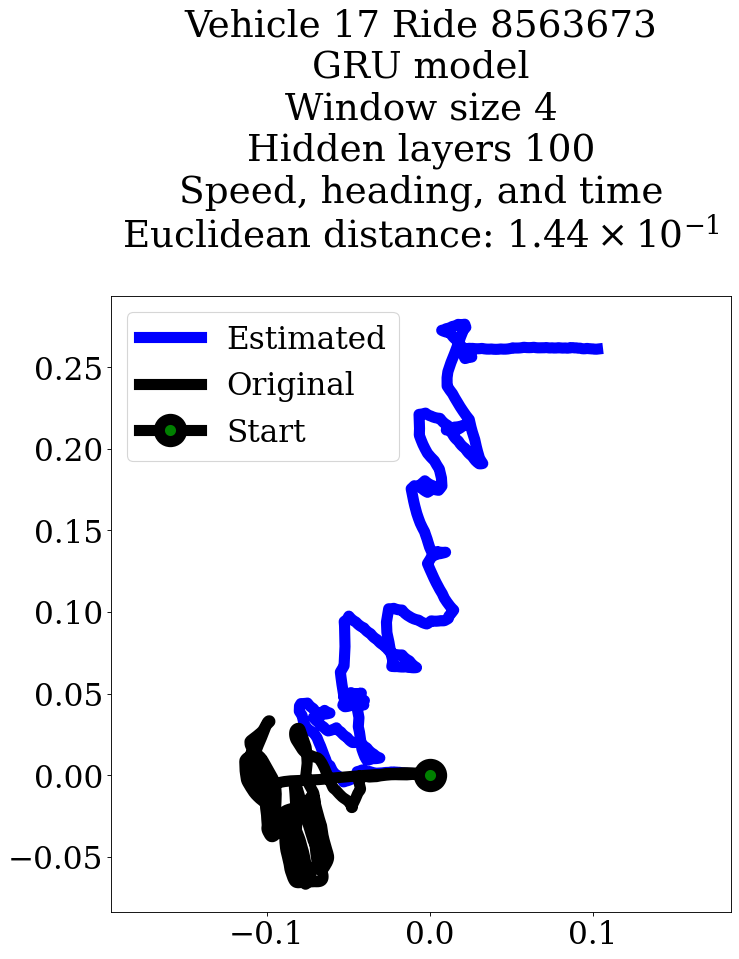 Vehicle 17 Ride 8563673
GRU model
Window size 4
Hidden layers 100
Speed, heading, and time
Euclidean distance: 1.44 × 10⁻¹
Estimated
Original
Start
0.25
0.20
0.15
0.10
0.05
0.00
−0.05
−0.1 0.0 0.1